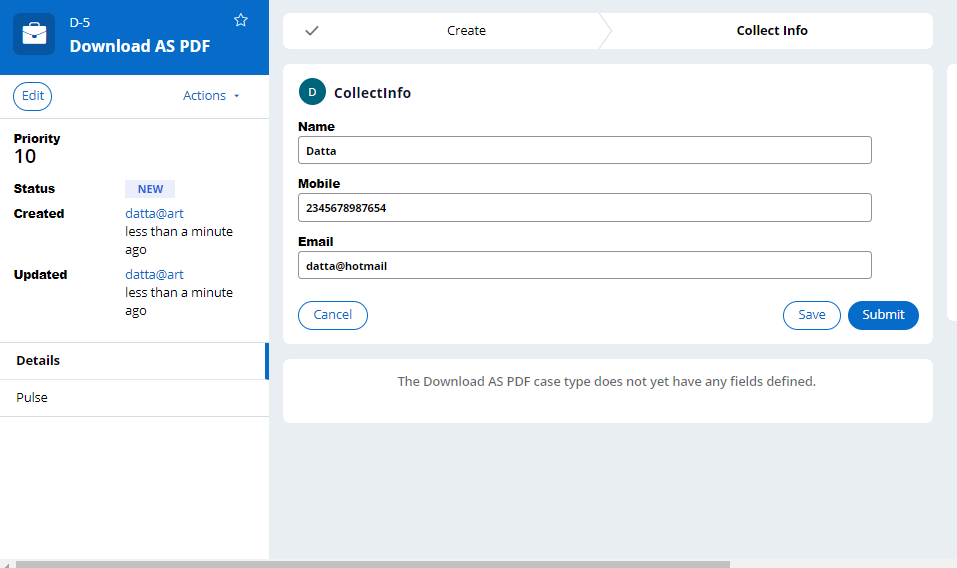 D-5
Download AS PDF
Edit
Actions
Priority
10
Status
NEW
Created
datta@art
less than a minute
ago
Updated
datta@art
less than a minute
ago
Details
Pulse
Create
Collect Info
D
CollectInfo
Name
Datta
Mobile
2345678987654
Email
datta@hotmail
Cancel
Save
Submit
The Download AS PDF case type does not yet have any fields defined.